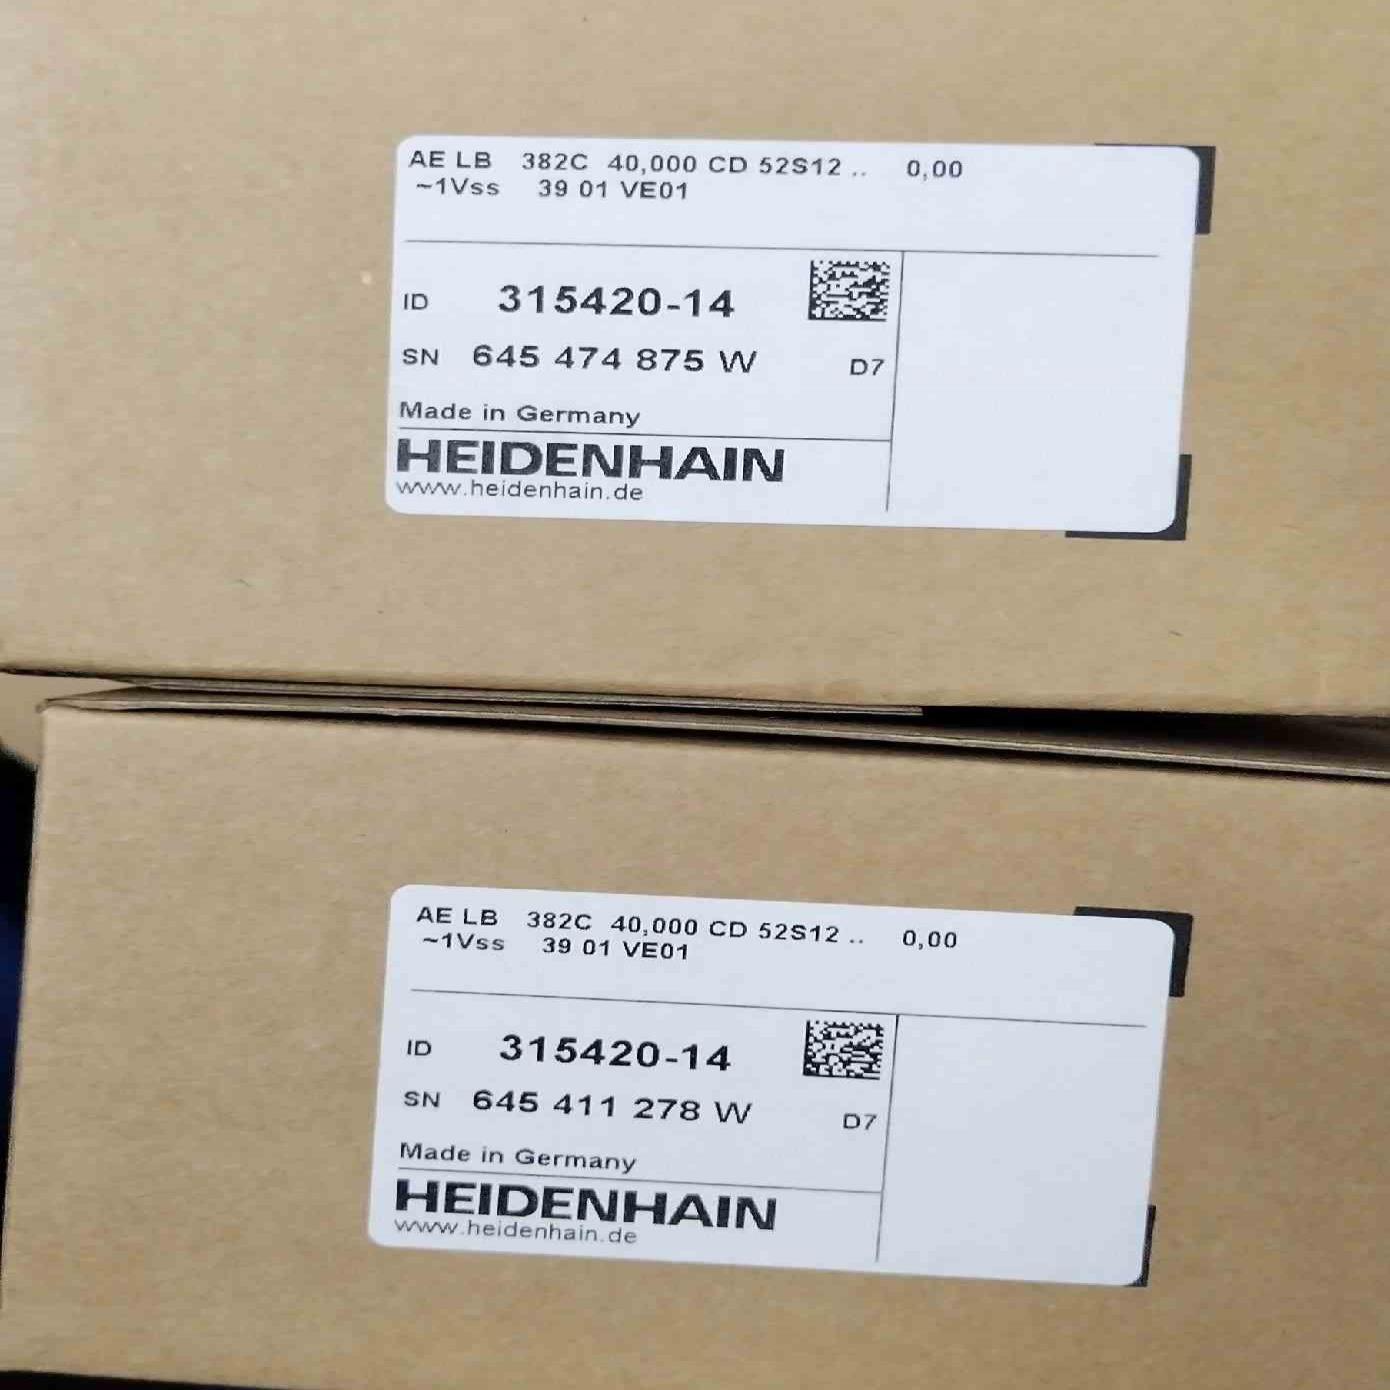 AE LB 382C 40,000 CD 52S12 .. 0,00
~1Vss 39 01 VE01
ID 315420-14
SN 645 474 875 W D7
Made in Germany
HEIDENHAIN
www.heidenhain.de
AE LB 382C 40,000 CD 52S12 .. 0,00
~1Vss 39 01 VE01
ID 315420-14
SN 645 411 278 W D7
Made in Germany
HEIDENHAIN
www.heidenhain.de